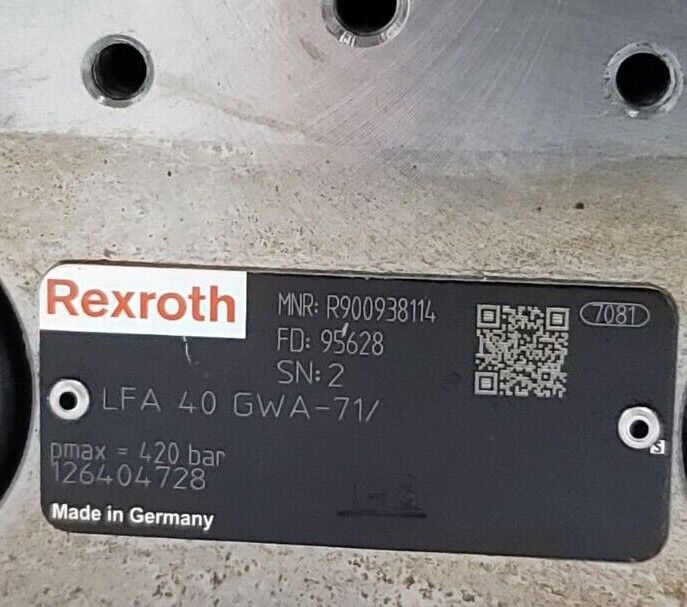 Rexroth
MNR: R900938114
FD: 95628
SN: 2
7081
LFA 40 GWA-71/
pmax = 420 bar
126404728
Made in Germany
S